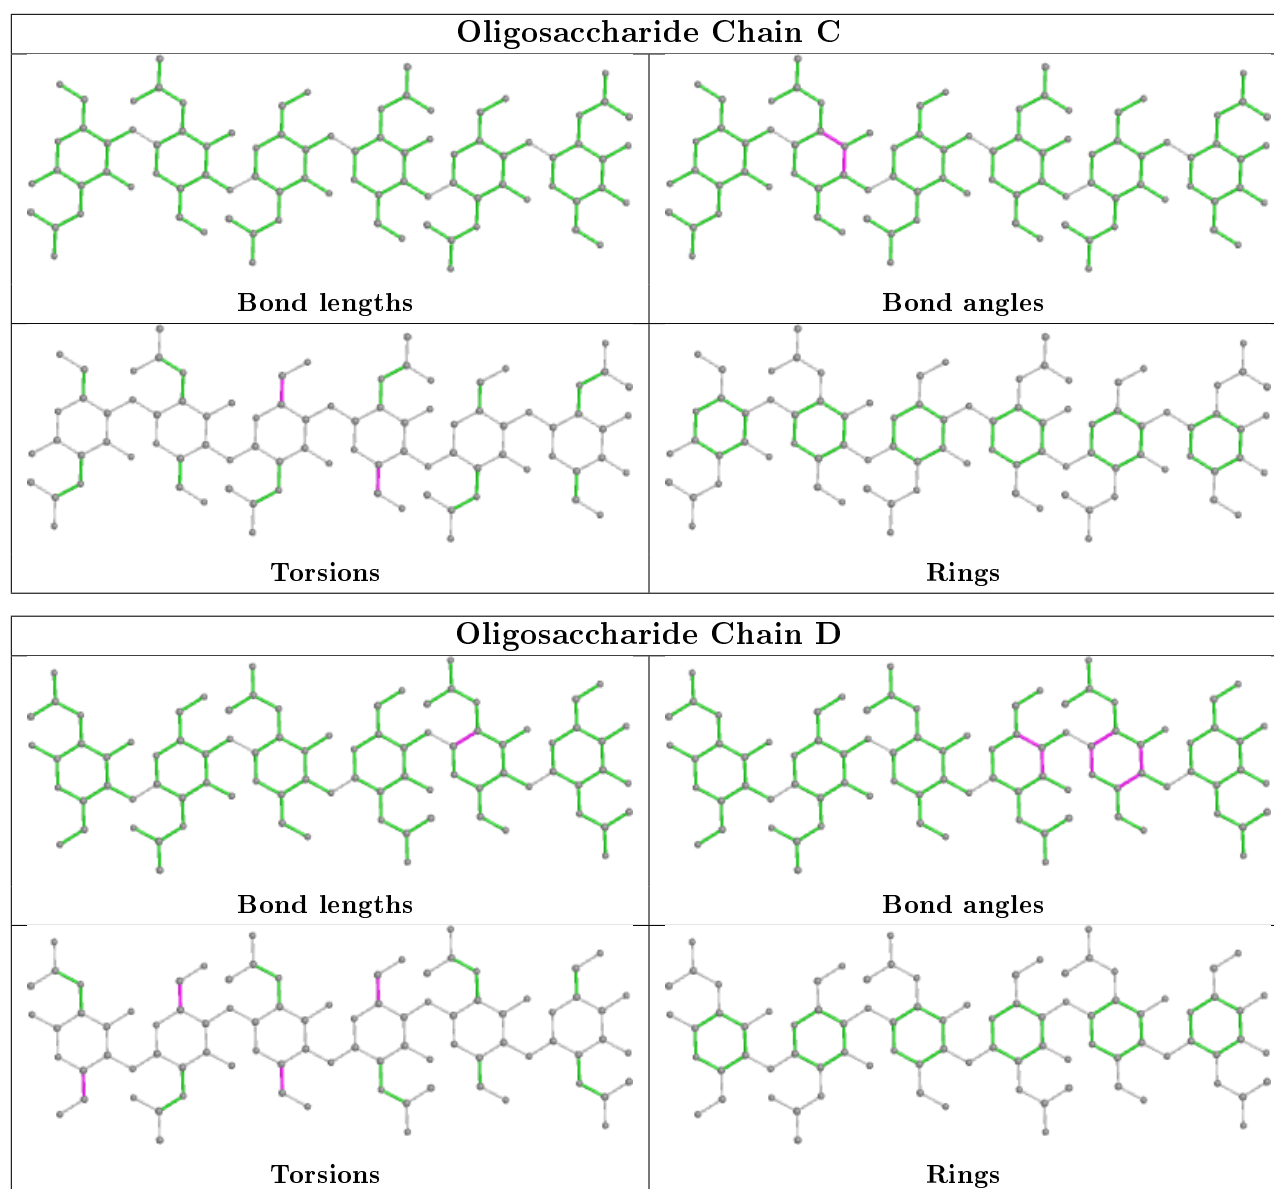 Oligosaccharide Chain C
Bond lengths
Bond angles
Torsions
Rings
Oligosaccharide Chain D
Bond lengths
Bond angles
Torsions
Rings